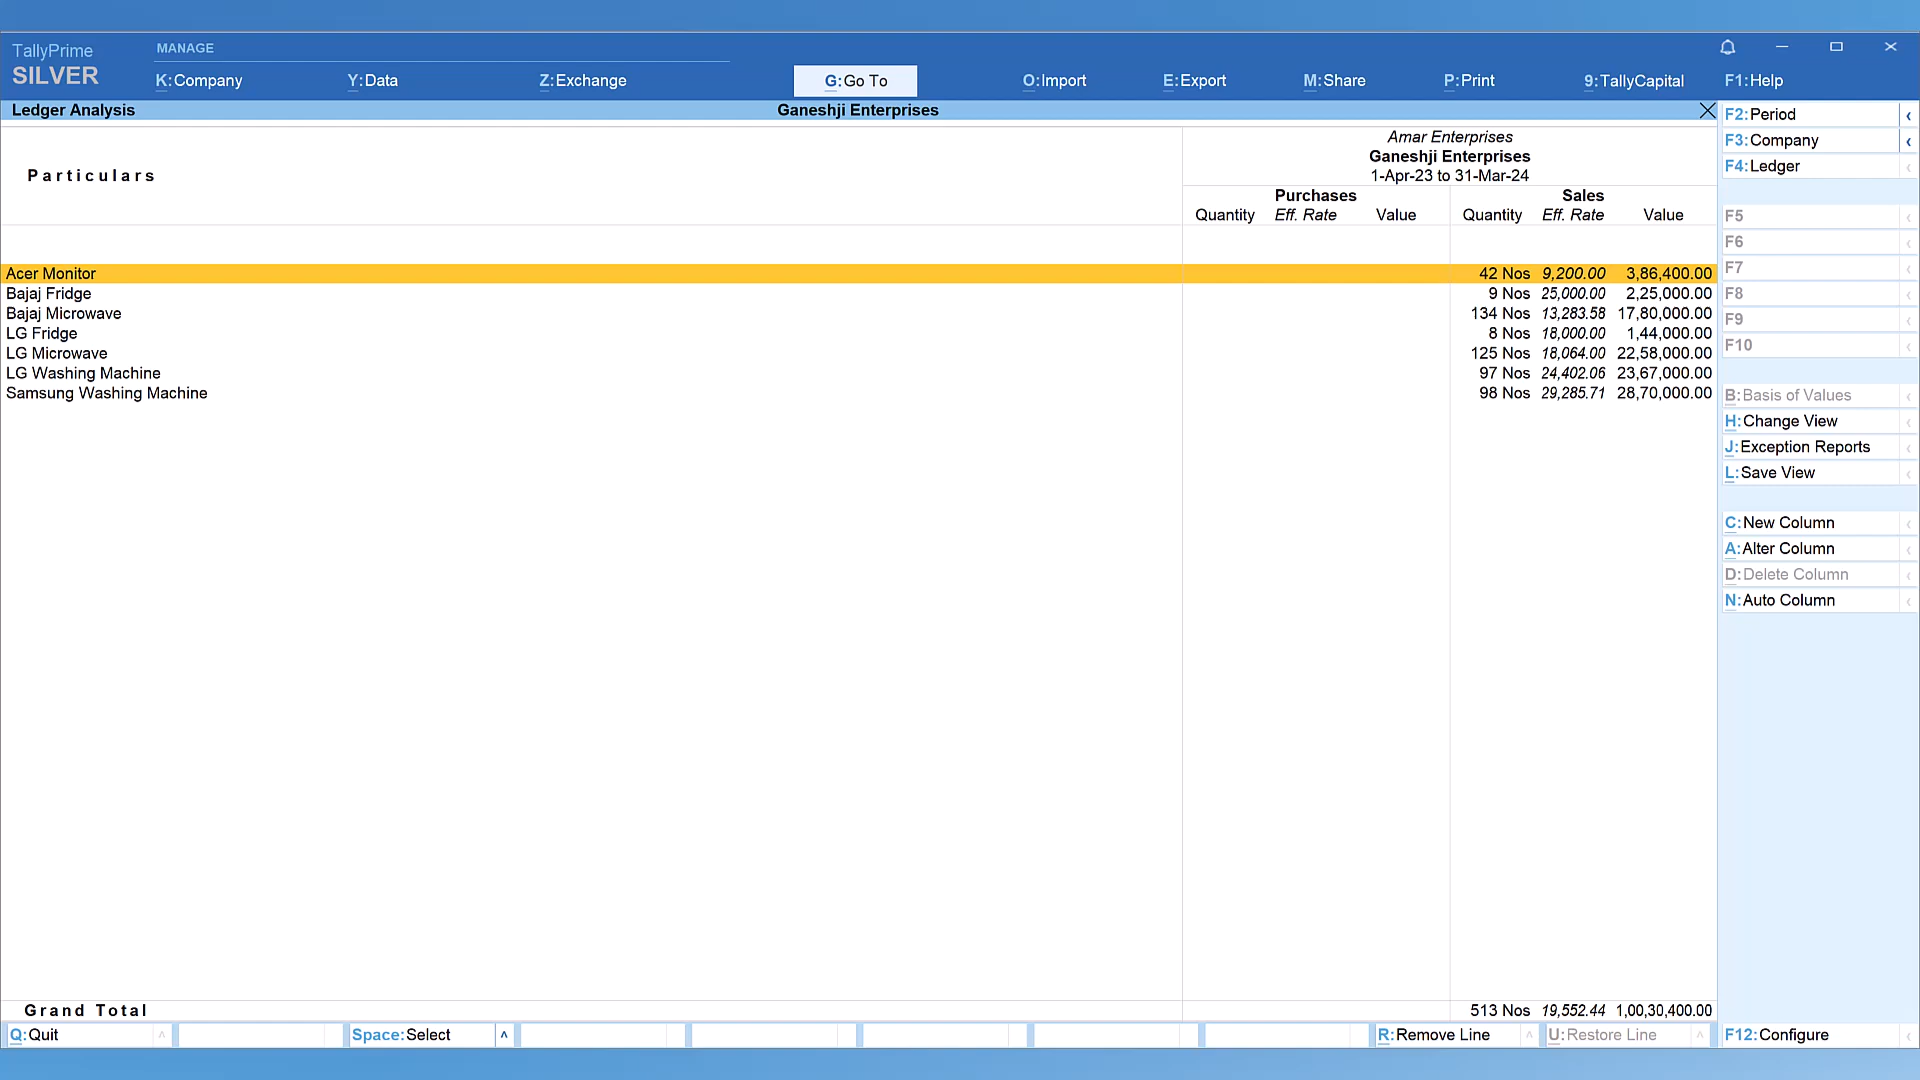 TallyPrime
SILVER
MANAGE
K:Company
Y:Data
Z:Exchange
G:Go To
O:Import
E:Export
M:Share
P:Print
9:TallyCapital
F1:Help
Ledger Analysis
Ganeshji Enterprises
Particulars
Amar Enterprises
Ganeshji Enterprises
1-Apr-23 to 31-Mar-24
Purchases Sales
Quantity Eff. Rate Value Quantity Eff. Rate Value
Acer Monitor 42 Nos 9,200.00 3,86,400.00
Bajaj Fridge 9 Nos 25,000.00 2,25,000.00
Bajaj Microwave 134 Nos 13,283.58 17,80,000.00
LG Fridge 8 Nos 18,000.00 1,44,000.00
LG Microwave 125 Nos 18,064.00 22,58,000.00
LG Washing Machine 97 Nos 24,402.06 23,67,000.00
Samsung Washing Machine 98 Nos 29,285.71 28,70,000.00
Grand Total 513 Nos 19,552.44 1,00,30,400.00
F2:Period
F3:Company
F4:Ledger
F5
F6
F7
F8
F9
F10
B:Basis of Values
H:Change View
J:Exception Reports
L:Save View
C:New Column
A:Alter Column
D:Delete Column
N:Auto Column
Q:Quit
Space:Select
R:Remove Line
U:Restore Line
F12:Configure